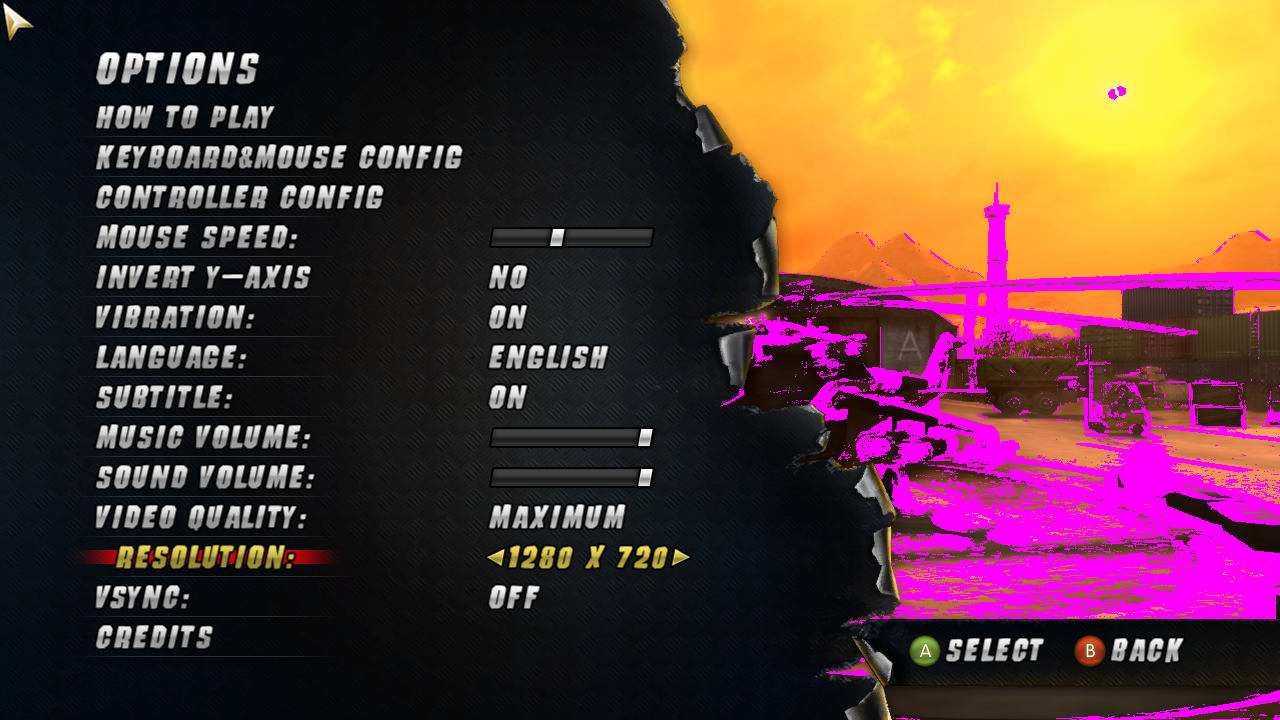 OPTIONS
HOW TO PLAY
KEYBOARD&MOUSE CONFIG
CONTROLLER CONFIG
MOUSE SPEED:
INVERT Y-AXIS NO
VIBRATION: ON
LANGUAGE: ENGLISH
SUBTITLE: ON
MUSIC VOLUME:
SOUND VOLUME:
VIDEO QUALITY: MAXIMUM
RESOLUTION: 1280 X 720
VSYNC: OFF
CREDITS
A
A SELECT B BACK